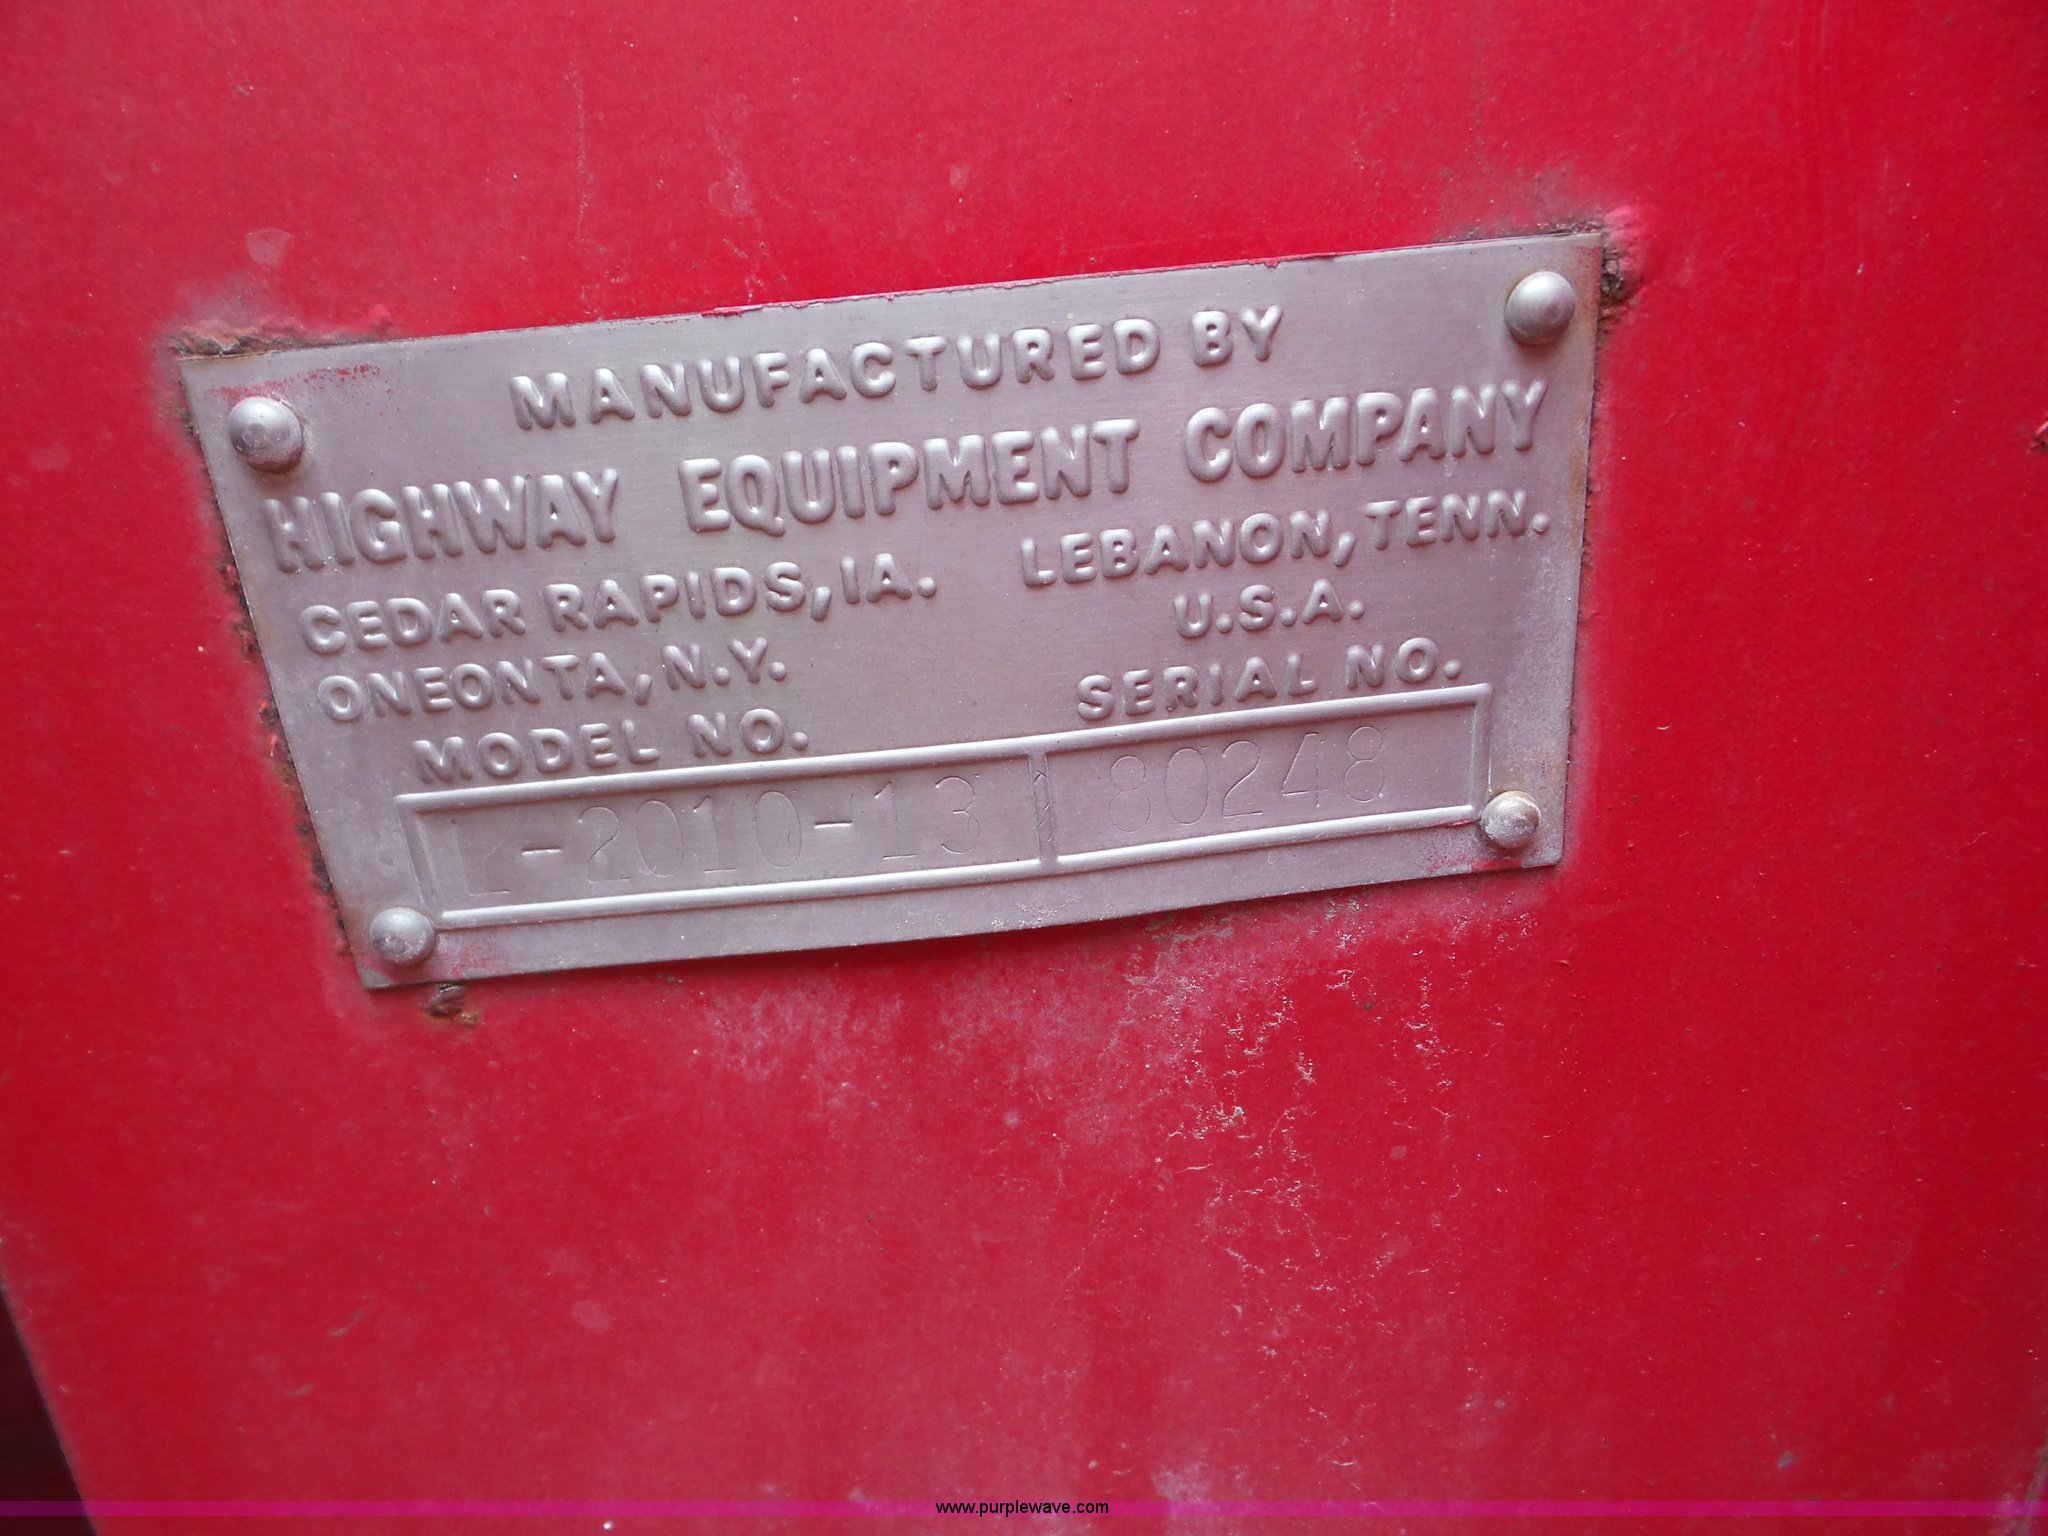 MANUFACTURED BY
HIGHWAY EQUIPMENT COMPANY
CEDAR RAPIDS, IA. LEBANON, TENN.
ONEONTA, N.Y. U.S.A.
MODEL NO. SERIAL NO.
L-2010-13 80248
www.purplewave.com